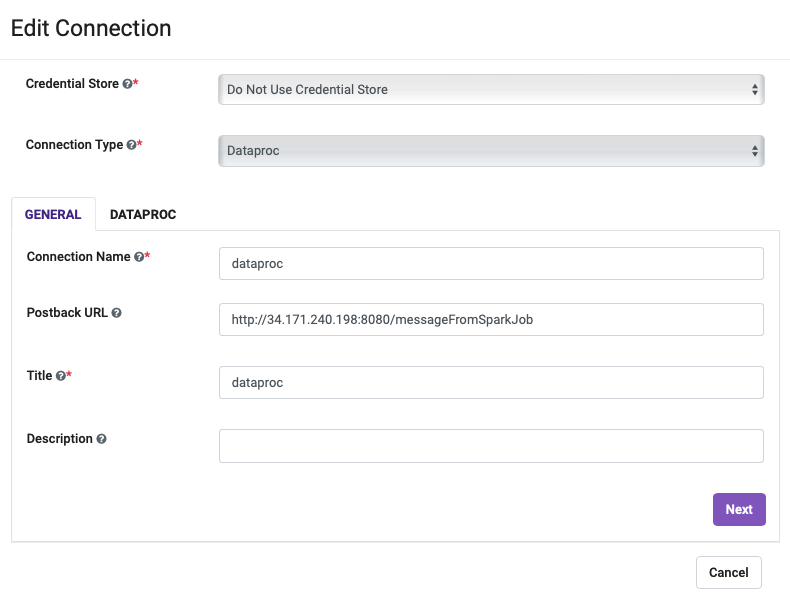 Edit Connection
Credential Store ?*
Do Not Use Credential Store
Connection Type ?*
Dataproc
GENERAL DATAPROC
Connection Name ?*
dataproc
Postback URL ?
http://34.171.240.198:8080/messageFromSparkJob
Title ?*
dataproc
Description ?
Next
Cancel